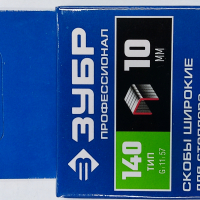 ЗУБР
ПРОФЕССИОНАЛ
10
ММ
140
ТИП
G · 11 · 57
СКОБЫ ШИРОКИЕ